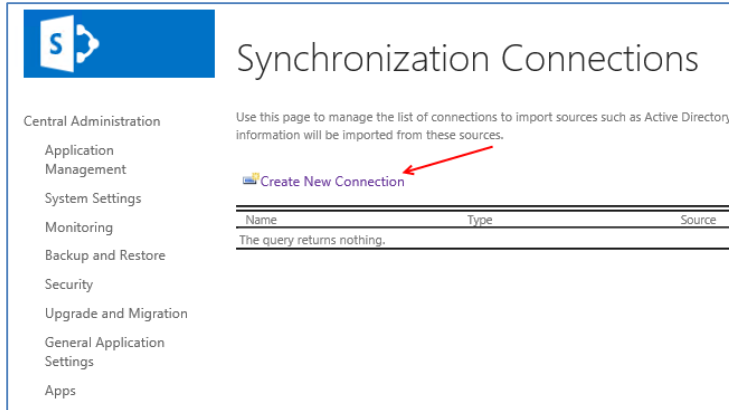 S
Synchronization Connections
Central Administration
Application
Management
System Settings
Monitoring
Backup and Restore
Security
Upgrade and Migration
General Application
Settings
Apps
Use this page to manage the list of connections to import sources such as Active Directory
information will be imported from these sources.
Create New Connection
Name Type Source
The query returns nothing.